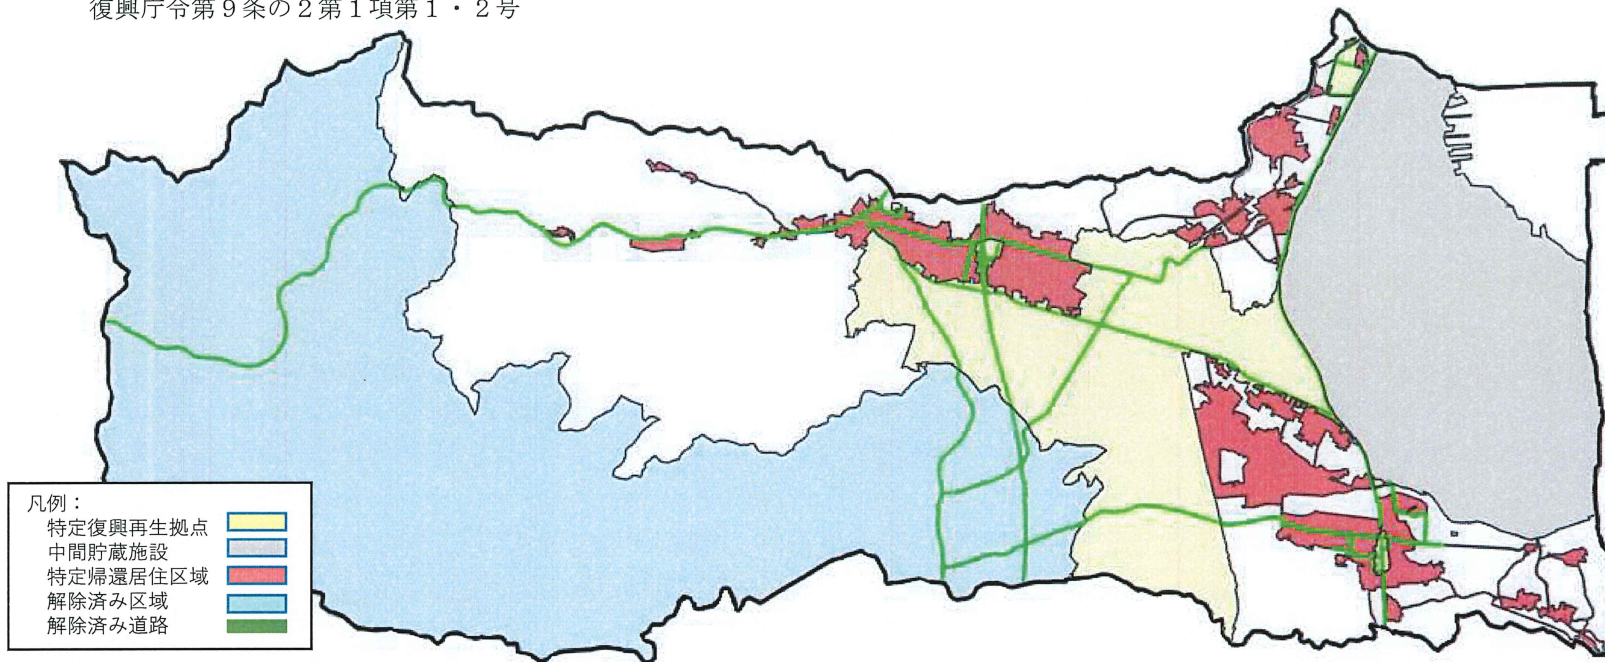 復興庁令第９条の２第１項第１・２号
凡例：
特定復興再生拠点
中間貯蔵施設
特定帰還居住区域
解除済み区域
解除済み道路